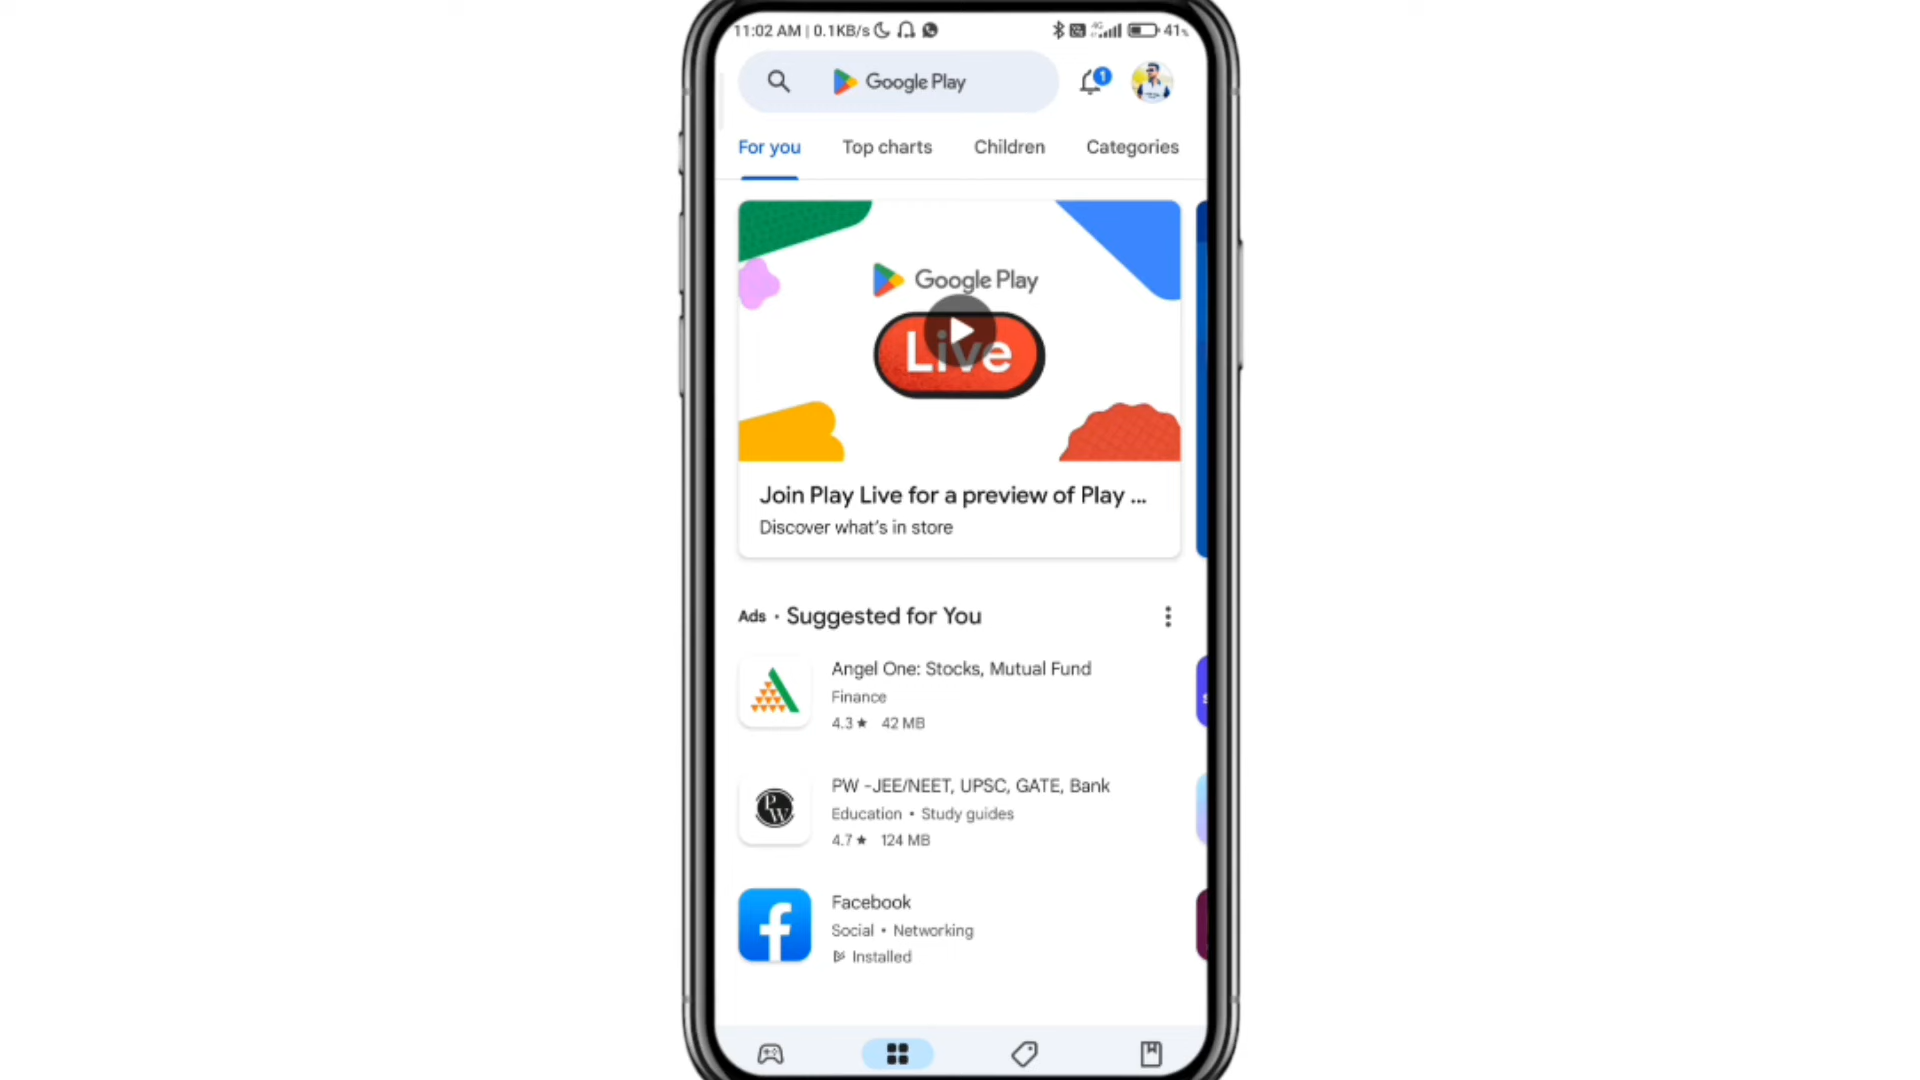 11:02 AM | 0.1KB/s 4G 41%
Google Play 1
For you Top charts Children Categories
Google Play
Live
Join Play Live for a preview of Play ...
Discover what's in store
Ads · Suggested for You
Angel One: Stocks, Mutual Fund
Finance
4.3★ 42 MB
PW
PW -JEE/NEET, UPSC, GATE, Bank
Education • Study guides
4.7★ 124 MB
Facebook
Social • Networking
Installed